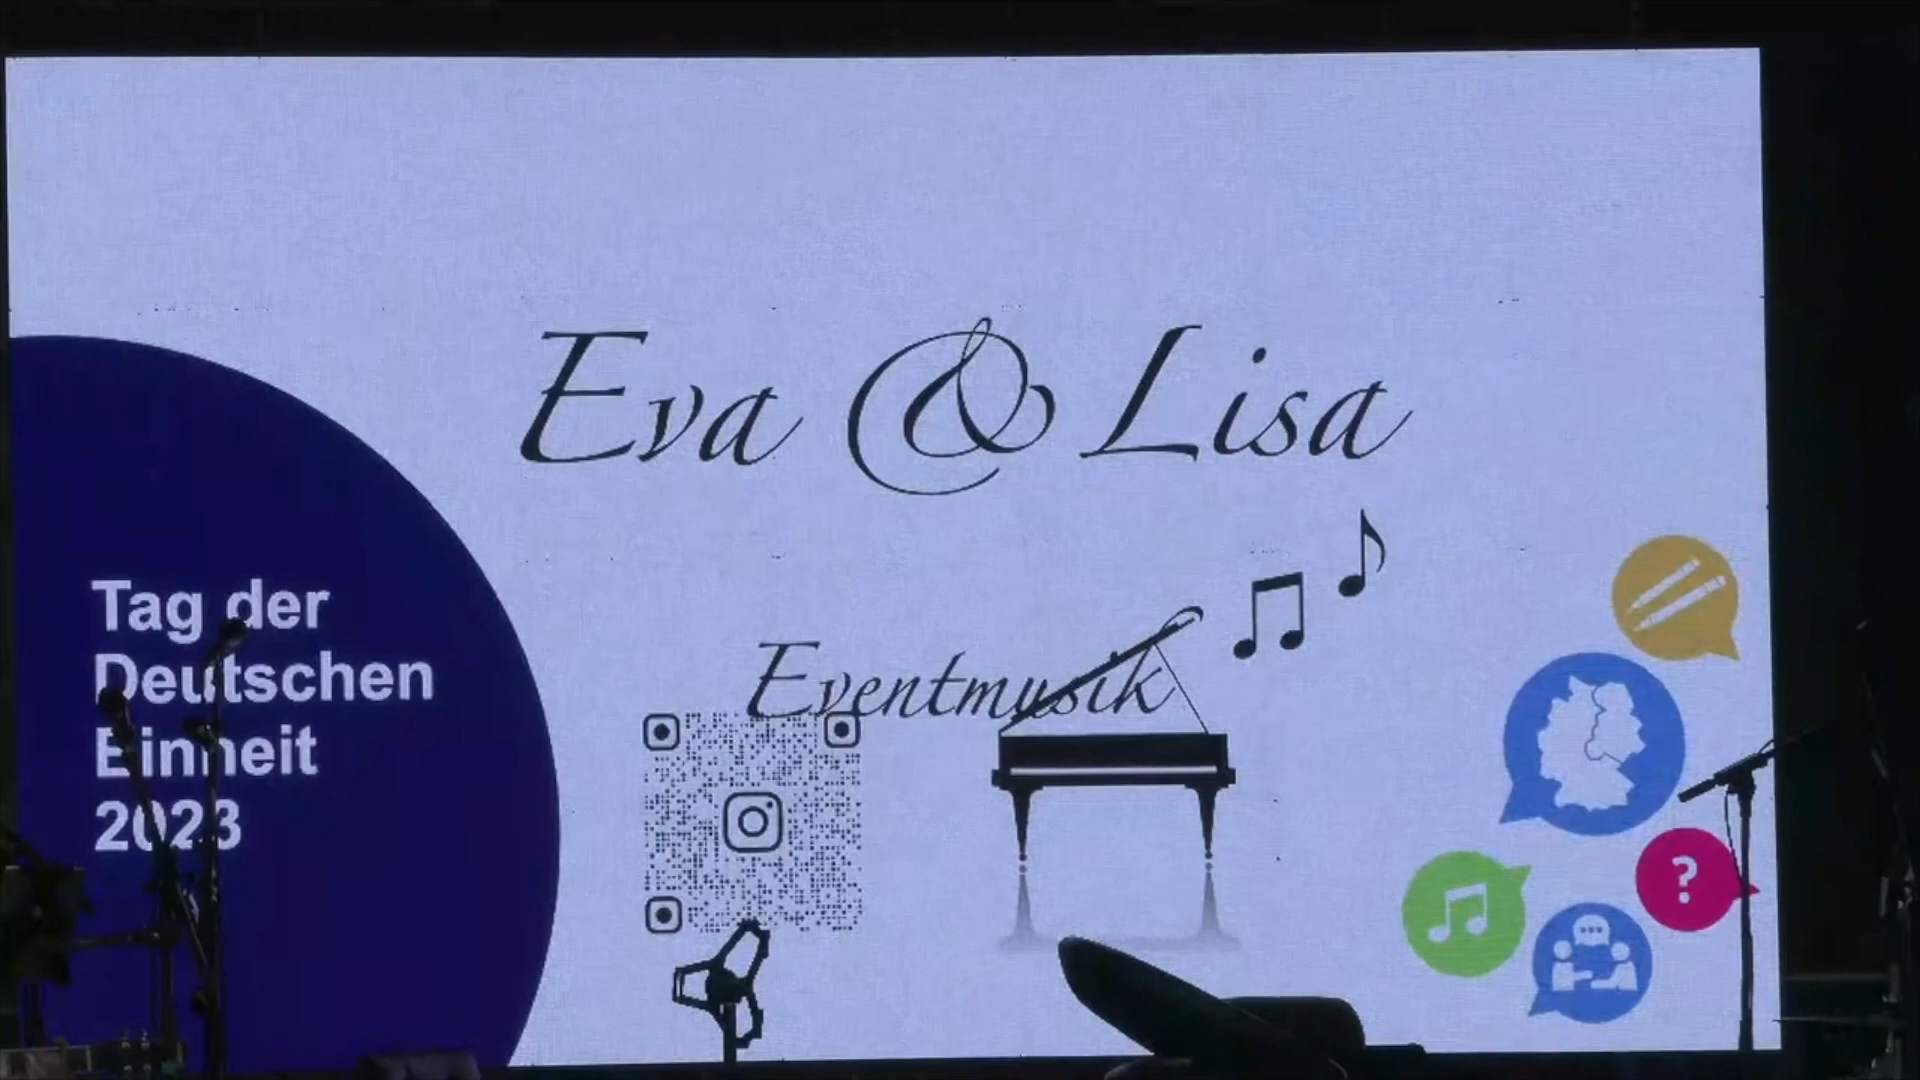 Eva & Lisa
Eventmusik
Tag der
Deutschen
Einheit
2023
?